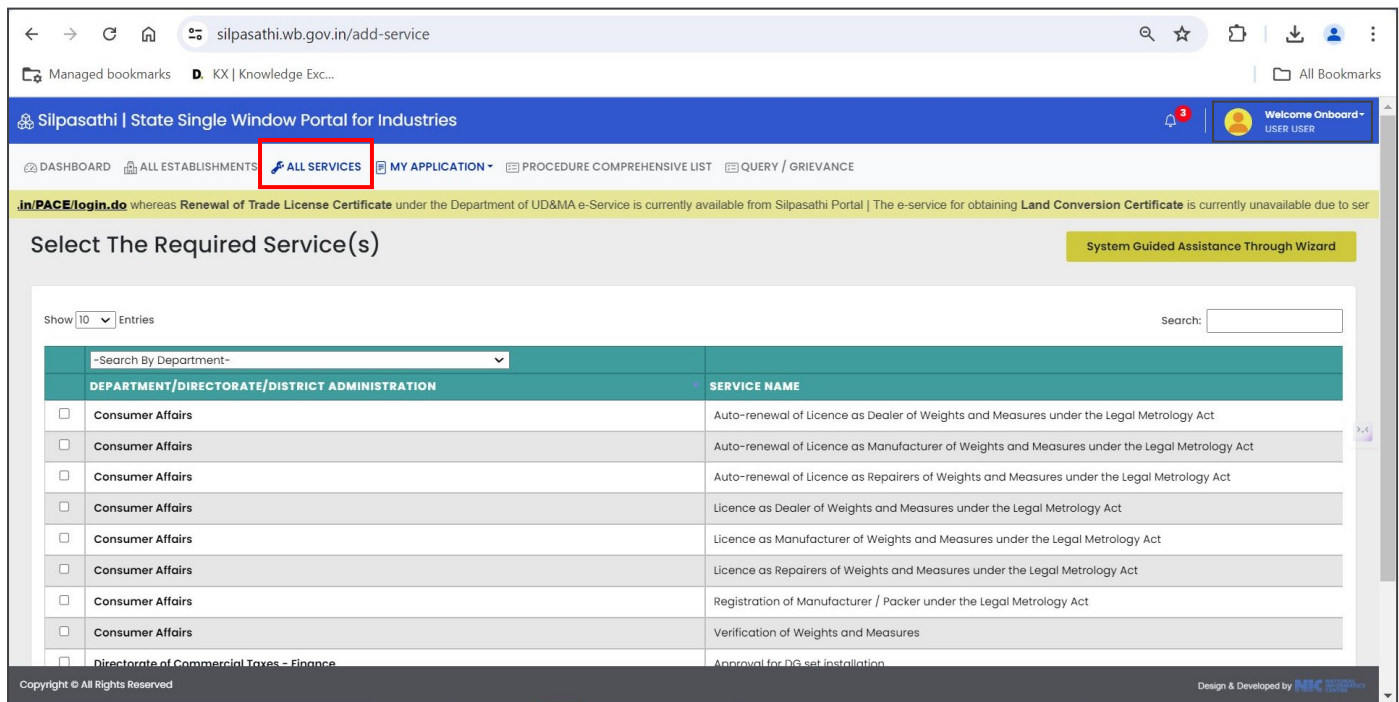 silpasathi.wb.gov.in/add-service
Managed bookmarks D. KX | Knowledge Exc... All Bookmarks
Silpasathi | State Single Window Portal for Industries 3 Welcome Onboard
USER USER
DASHBOARD ALL ESTABLISHMENTS ALL SERVICES MY APPLICATION PROCEDURE COMPREHENSIVE LIST QUERY / GRIEVANCE
.in/PACE/login.do whereas Renewal of Trade License Certificate under the Department of UD&MA e-Service is currently available from Silpasathi Portal | The e-service for obtaining Land Conversion Certificate is currently unavailable due to ser
Select The Required Service(s) System Guided Assistance Through Wizard
Show 10 Entries Search:
-Search By Department-
DEPARTMENT/DIRECTORATE/DISTRICT ADMINISTRATION SERVICE NAME
Consumer Affairs Auto-renewal of Licence as Dealer of Weights and Measures under the Legal Metrology Act
Consumer Affairs Auto-renewal of Licence as Manufacturer of Weights and Measures under the Legal Metrology Act
Consumer Affairs Auto-renewal of Licence as Repairers of Weights and Measures under the Legal Metrology Act
Consumer Affairs Licence as Dealer of Weights and Measures under the Legal Metrology Act
Consumer Affairs Licence as Manufacturer of Weights and Measures under the Legal Metrology Act
Consumer Affairs Licence as Repairers of Weights and Measures under the Legal Metrology Act
Consumer Affairs Registration of Manufacturer / Packer under the Legal Metrology Act
Consumer Affairs Verification of Weights and Measures
Directorate of Commercial Taxes - Finance Approval for DG set installation
Copyright © All Rights Reserved Design & Developed by NIC